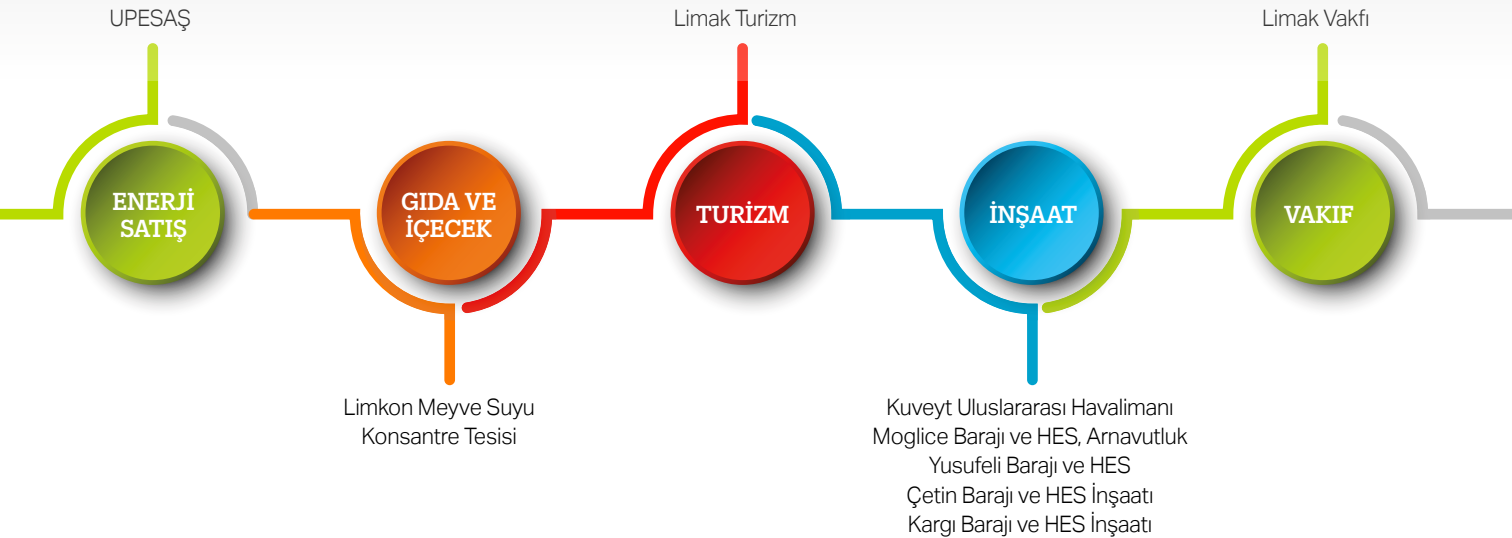 UPESAŞ
Limak Turizm
Limak Vakfı
ENERJİ
SATIŞ
GIDA VE
İÇECEK
TURİZM
İNŞAAT
VAKIF
Limkon Meyve Suyu
Konsantre Tesisi
Kuveyt Uluslararası Havalimanı
Moglice Barajı ve HES, Arnavutluk
Yusufeli Barajı ve HES
Çetin Barajı ve HES İnşaatı
Kargı Barajı ve HES İnşaatı